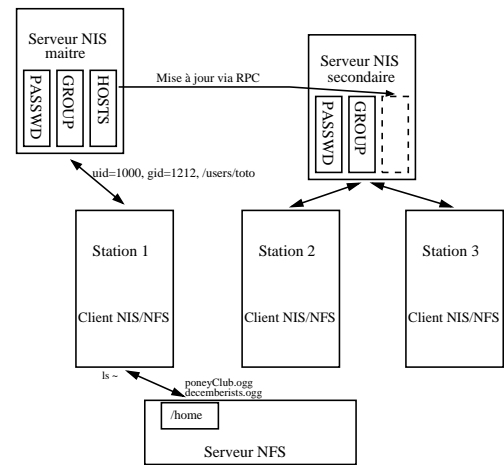 Serveur NIS
maitre
PASSWD
GROUP
HOSTS
Mise à jour via RPC
Serveur NIS
secondaire
PASSWD
GROUP
uid=1000, gid=1212, /users/toto
Station 1
Client NIS/NFS
Station 2
Client NIS/NFS
Station 3
Client NIS/NFS
ls ~
poneyClub.ogg
decemberists.ogg
/home
Serveur NFS